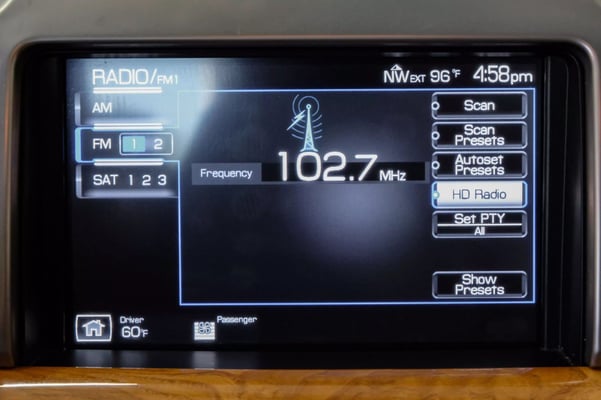 RADIO/FM1
NW EXT 96 °F 4:58pm
AM
FM 1 2
SAT 1 2 3
Frequency 102.7 MHz
Scan
Scan
Presets
Autoset
Presets
HD Radio
Set PTY
All
Show
Presets
Driver
60°F
Passenger